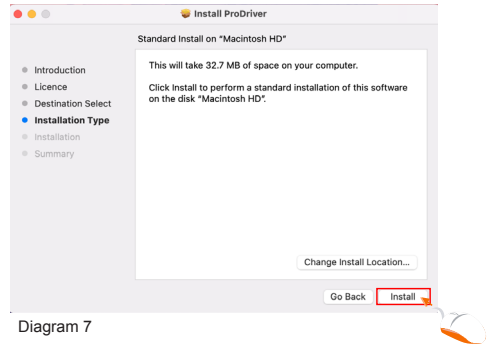 Install ProDriver
Standard Install on “Macintosh HD”
Introduction
Licence
Destination Select
Installation Type
Installation
Summary
This will take 32.7 MB of space on your computer.
Click Install to perform a standard installation of this software
on the disk “Macintosh HD”.
Change Install Location...
Go Back
Install
Diagram 7